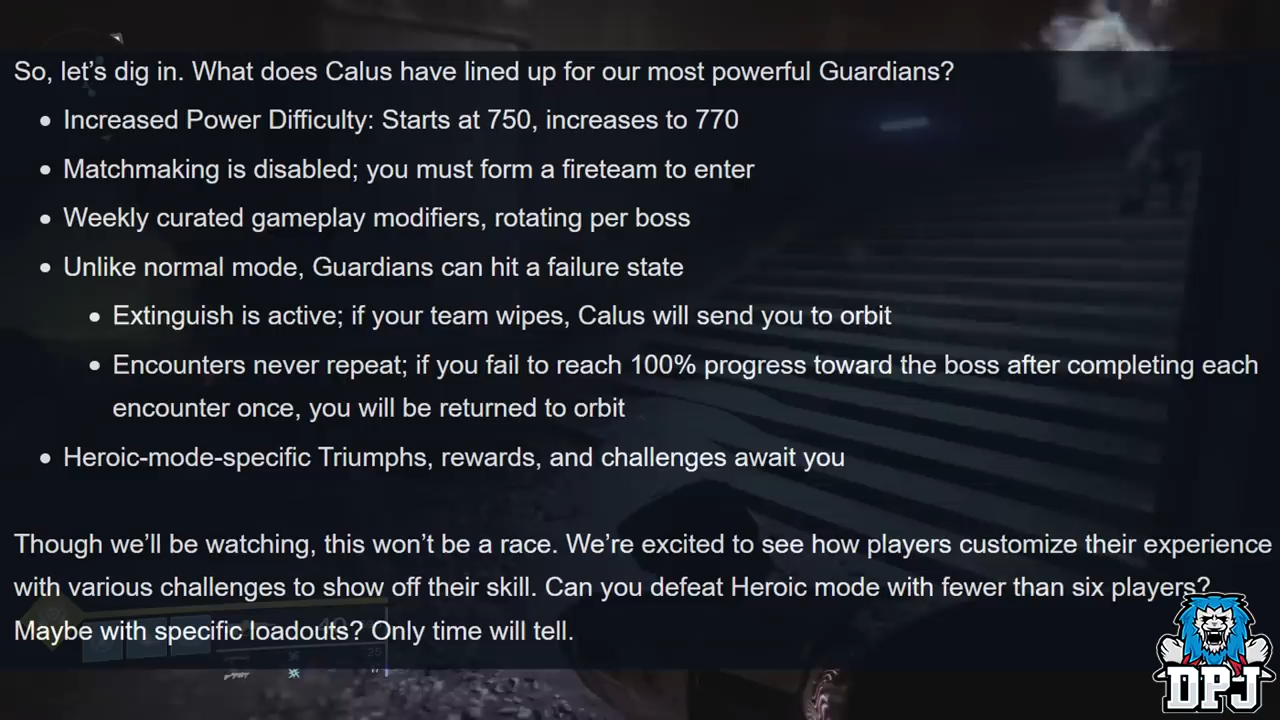 So, let’s dig in. What does Calus have lined up for our most powerful Guardians?
• Increased Power Difficulty: Starts at 750, increases to 770
• Matchmaking is disabled; you must form a fireteam to enter
• Weekly curated gameplay modifiers, rotating per boss
• Unlike normal mode, Guardians can hit a failure state
• Extinguish is active; if your team wipes, Calus will send you to orbit
• Encounters never repeat; if you fail to reach 100% progress toward the boss after completing each
encounter once, you will be returned to orbit
• Heroic-mode-specific Triumphs, rewards, and challenges await you
Though we’ll be watching, this won’t be a race. We’re excited to see how players customize their experience
with various challenges to show off their skill. Can you defeat Heroic mode with fewer than six players?
Maybe with specific loadouts? Only time will tell.
25
DPJ